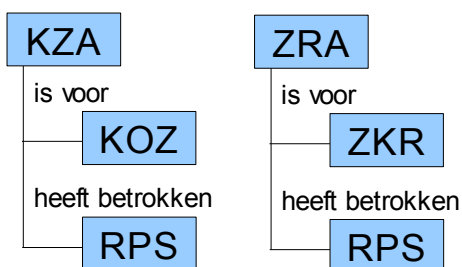 KZA
is voor
KOZ
heeft betrokken
RPS
ZRA
is voor
ZKR
heeft betrokken
RPS